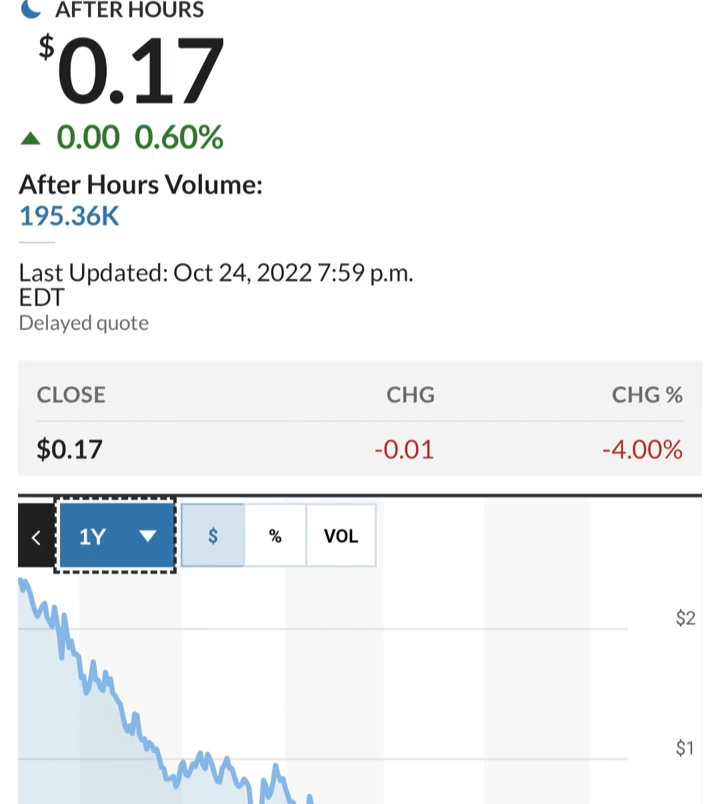 AFTER HOURS
$0.17
▲ 0.00 0.60%
After Hours Volume:
195.36K
Last Updated: Oct 24, 2022 7:59 p.m.
EDT
Delayed quote
CLOSE CHG CHG %
$0.17 -0.01 -4.00%
< 1Y ▼ $ % VOL
$2
$1